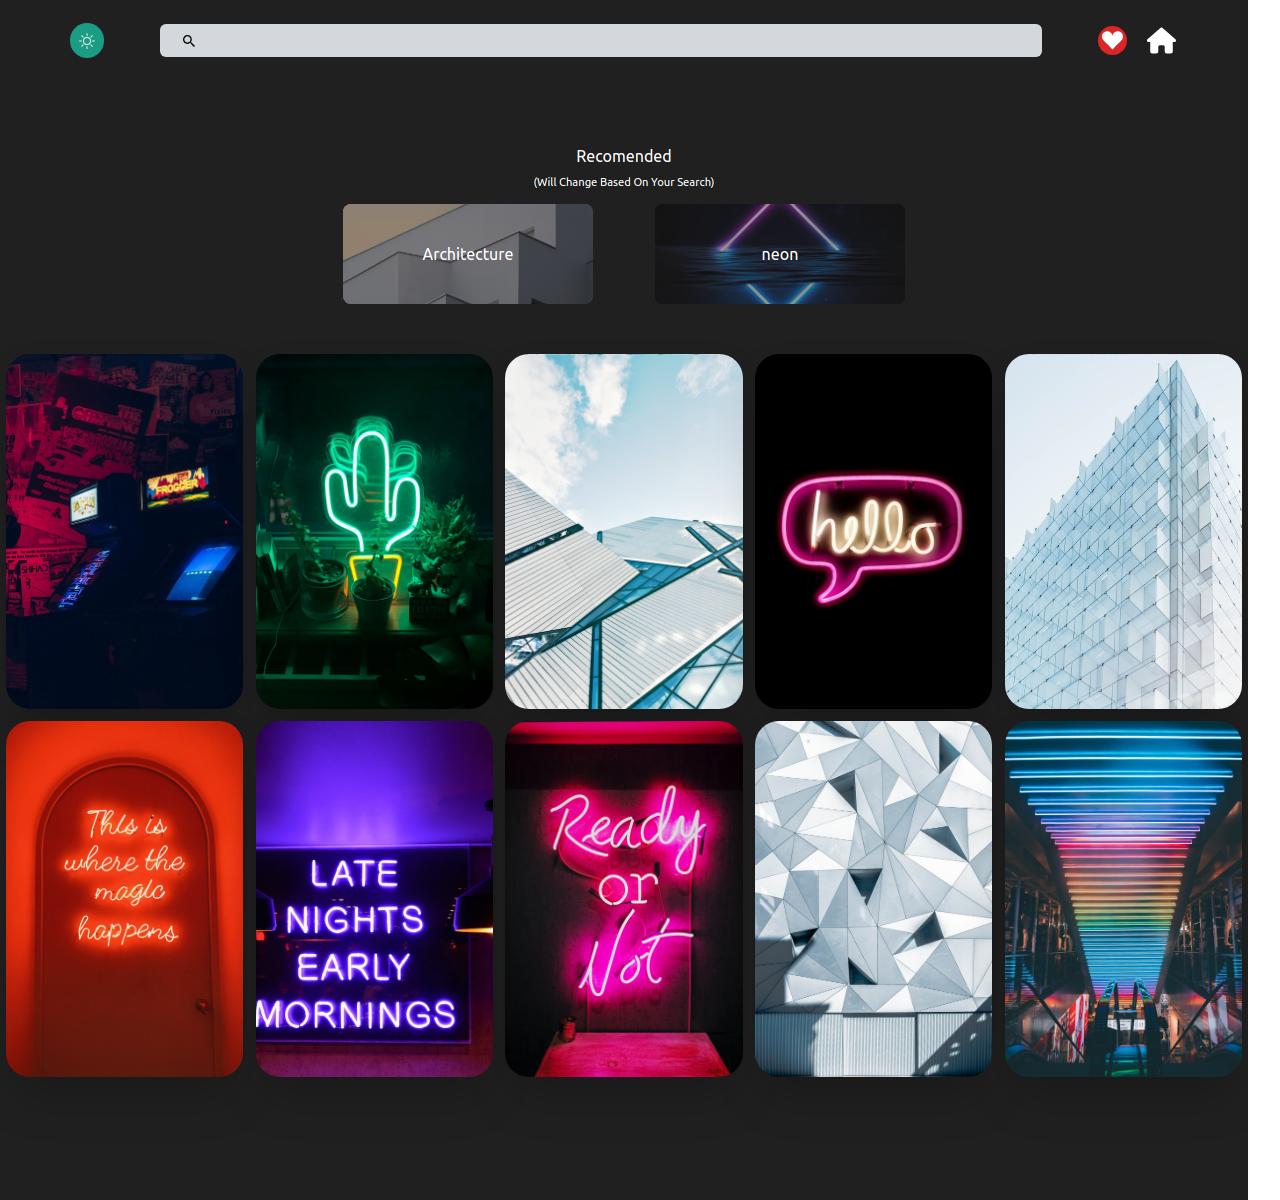 Recomended
(Will Change Based On Your Search)
Architecture
neon
FROGGER
hello
This is
where the
magic
happens
LATE
NIGHTS
EARLY
MORNINGS
Ready
or
Not